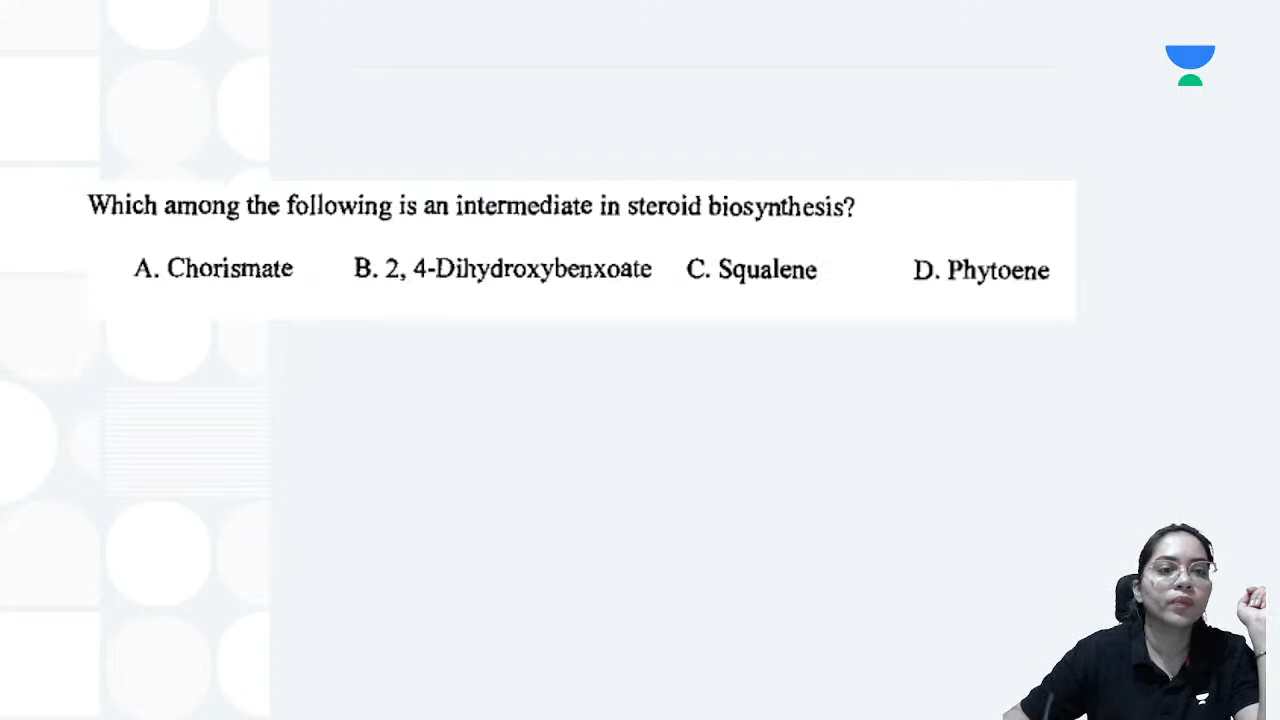 Which among the following is an intermediate in steroid biosynthesis?
A. Chorismate B. 2, 4-Dihydroxybenxoate C. Squalene D. Phytoene